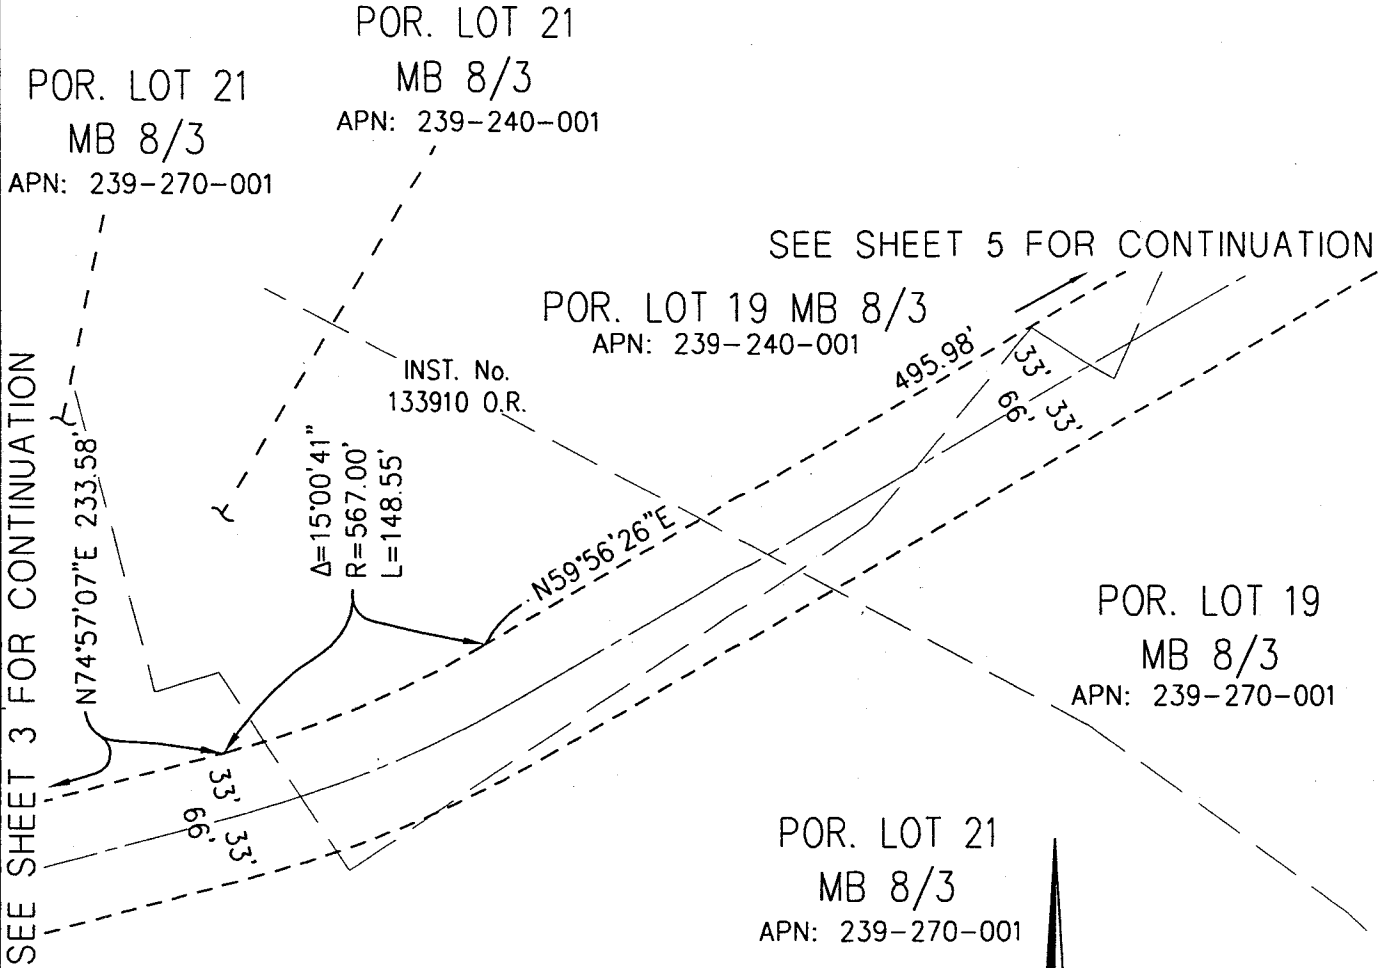 POR. LOT 21
MB 8/3
APN: 239-240-001
POR. LOT 21
MB 8/3
APN: 239-270-001
SEE SHEET 5 FOR CONTINUATION
POR. LOT 19 MB 8/3
APN: 239-240-001
INST. No.
133910 O.R.
495.98'
33'
33'
66'
SEE SHEET 3 FOR CONTINUATION
N74°57'07"E 233.58'
Δ=15°00'41"
R=567.00'
L=148.55'
N59°56'26"E
POR. LOT 19
MB 8/3
APN: 239-270-001
33'
33'
66'
POR. LOT 21
MB 8/3
APN: 239-270-001